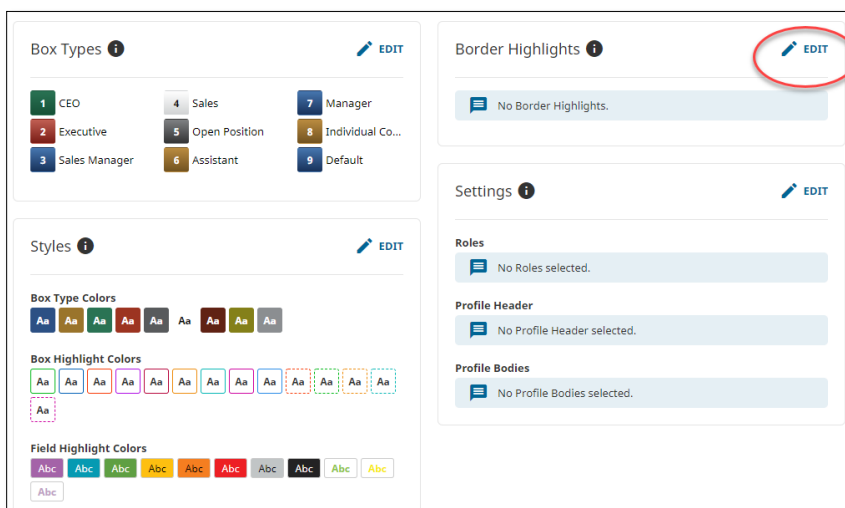 Box Types
EDIT
1 CEO
4 Sales
7 Manager
2 Executive
5 Open Position
8 Individual Co...
3 Sales Manager
6 Assistant
9 Default
Styles
EDIT
Box Type Colors
Aa Aa Aa Aa Aa Aa Aa Aa Aa
Box Highlight Colors
Aa Aa Aa Aa Aa Aa Aa Aa Aa Aa Aa Aa Aa
Aa
Field Highlight Colors
Abc Abc Abc Abc Abc Abc Abc Abc Abc Abc
Abc
Border Highlights
EDIT
No Border Highlights.
Settings
EDIT
Roles
No Roles selected.
Profile Header
No Profile Header selected.
Profile Bodies
No Profile Bodies selected.